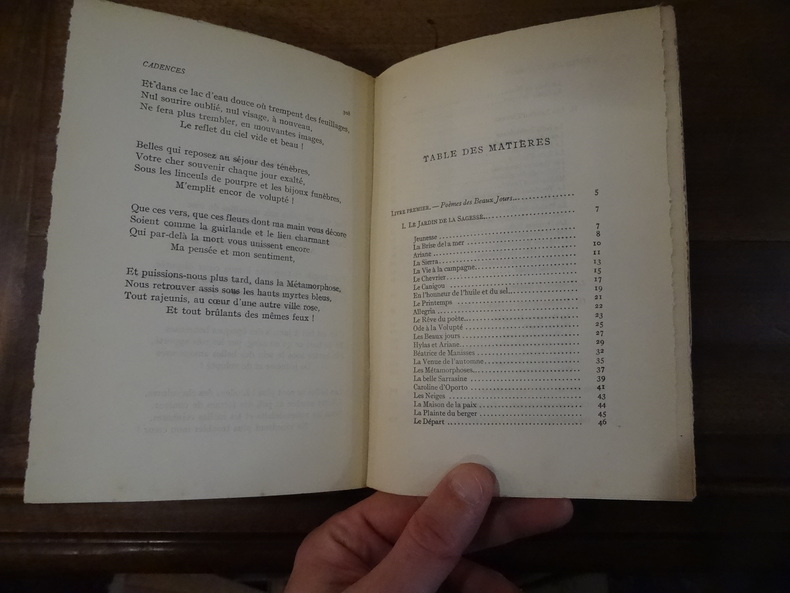 CADENCES
Et dans ce lac d'eau douce où trempent des feuillages,
Nul sourire oublié, nul visage, à nouveau,
Ne fera plus trembler, en mouvantes images,
Le reflet du ciel vide et beau !
Belles qui reposez au séjour des ténèbres,
Votre cher souvenir chaque jour exalté,
Sous les linceuls de pourpre et les bijoux funèbres,
M'emplit encor de volupté !
Que ces vers, que ces fleurs dont ma main vous décore
Soient comme la guirlande et le lien charmant
Qui par-delà la mort vous unissent encore
Ma pensée et mon sentiment,
Et puissions-nous plus tard, dans la Métamorphose,
Nous retrouver assis sous les hauts myrtes bleus,
Tout rajeunis, au cœur d'une autre ville rose,
Et tout brûlants des mêmes feux !
TABLE DES MATIÈRES
LIVRE PREMIER. — Poèmes des Beaux Jours... 5
I. LE JARDIN DE LA SAGESSE... 7
Jeunesse ... 7
La Brise de la mer ... 8
Ariane ... 10
La Sierra ... 11
La Vie à la campagne ... 13
Le Chevrier ... 15
Le Canigou ... 17
En l'honneur de l'huile et du sel ... 19
Le Printemps ... 21
Allegria ... 22
Le Rêve du poète ... 23
Ode à la Volupté ... 25
Les Beaux jours ... 27
Hylas et Ariane ... 29
Béatrice de Manisses ... 32
La Venue de l'automne ... 35
Les Métamorphoses ... 37
La belle Sarrasine ... 39
Caroline d'Oporto ... 41
Les Neiges ... 43
La Maison de la paix ... 44
La Plainte du berger ... 45
Le Départ ... 46